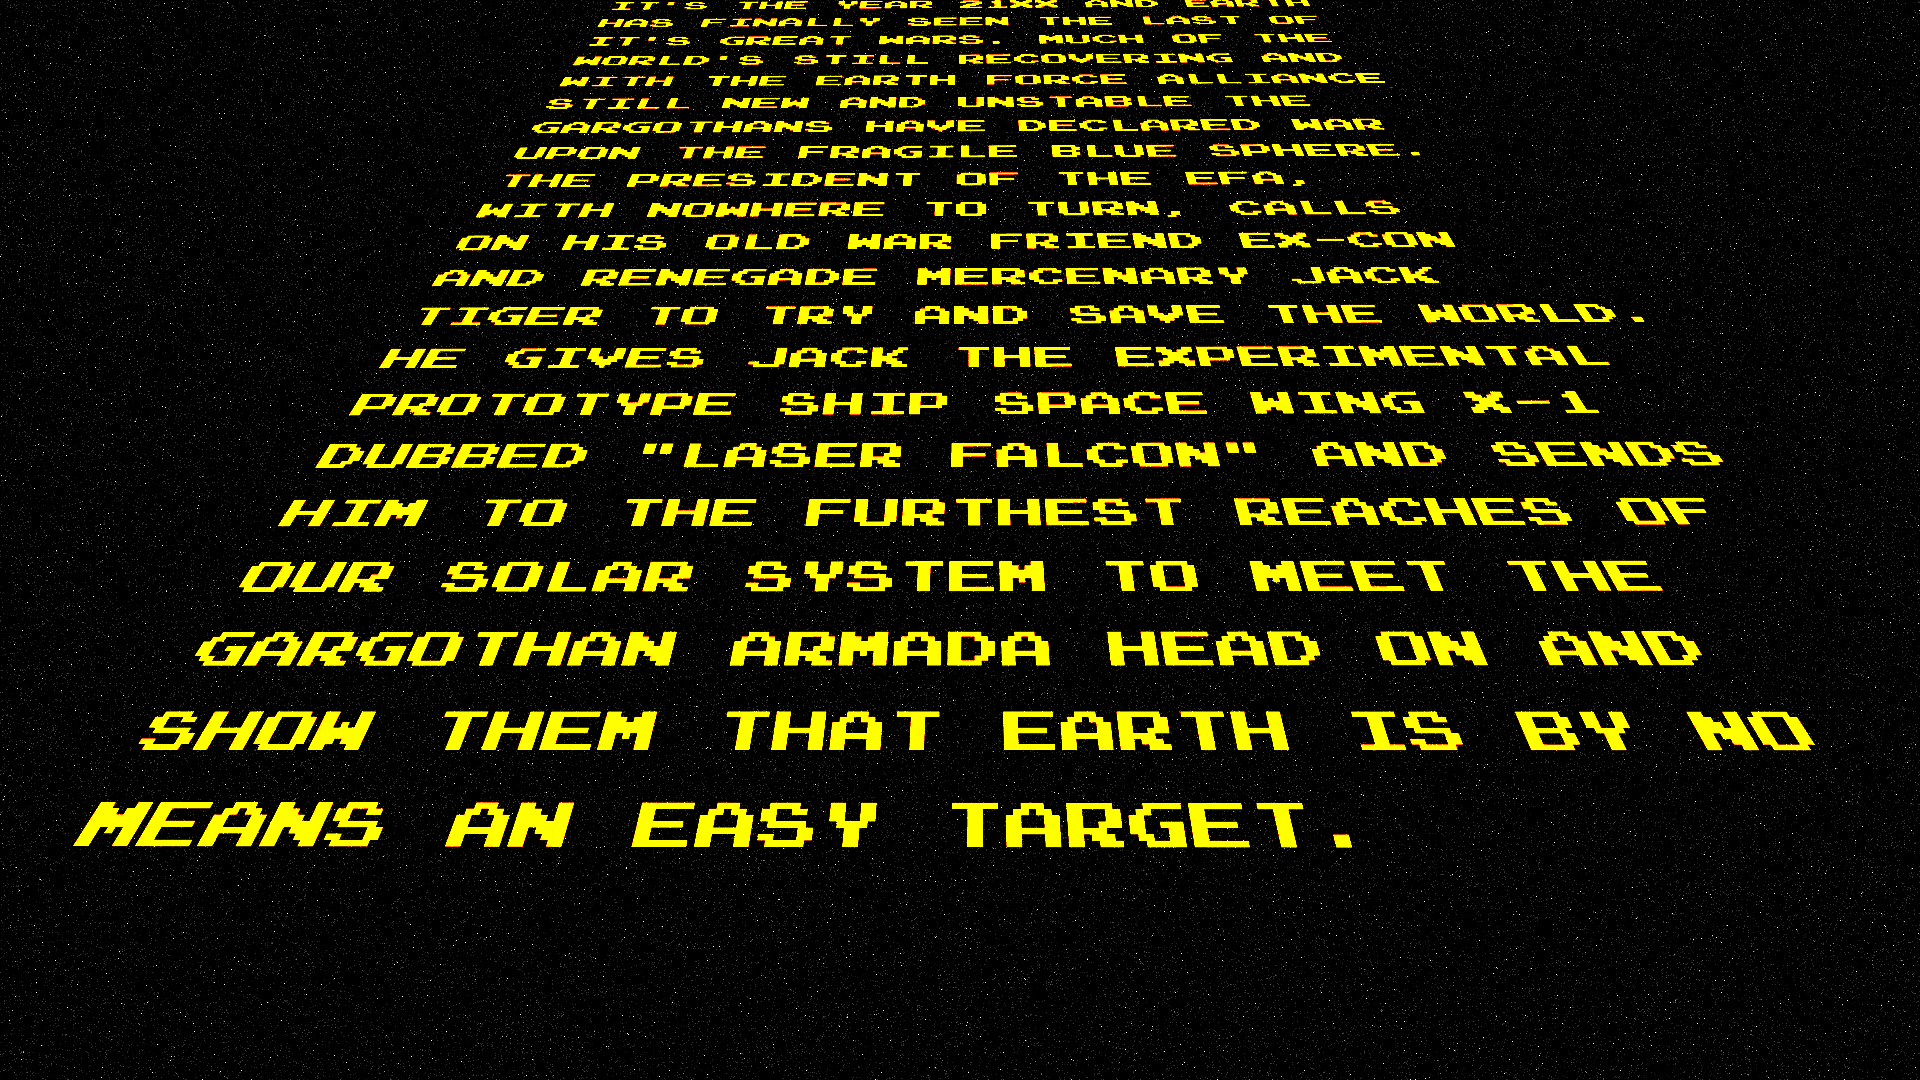 IT'S THE YEAR 21XX AND EARTH
HAS FINALLY SEEN THE LAST OF
IT'S GREAT WARS. MUCH OF THE
WORLD'S STILL RECOVERING AND
WITH THE EARTH FORCE ALLIANCE
STILL NEW AND UNSTABLE THE
GARGOTHANS HAVE DECLARED WAR
UPON THE FRAGILE BLUE SPHERE.
THE PRESIDENT OF THE EFA,
WITH NOWHERE TO TURN, CALLS
ON HIS OLD WAR FRIEND EX-CON
AND RENEGADE MERCENARY JACK
TIGER TO TRY AND SAVE THE WORLD.
HE GIVES JACK THE EXPERIMENTAL
PROTOTYPE SHIP SPACE WING X-1
DUBBED "LASER FALCON" AND SENDS
HIM TO THE FURTHEST REACHES OF
OUR SOLAR SYSTEM TO MEET THE
GARGOTHAN ARMADA HEAD ON AND
SHOW THEM THAT EARTH IS BY NO
MEANS AN EASY TARGET.